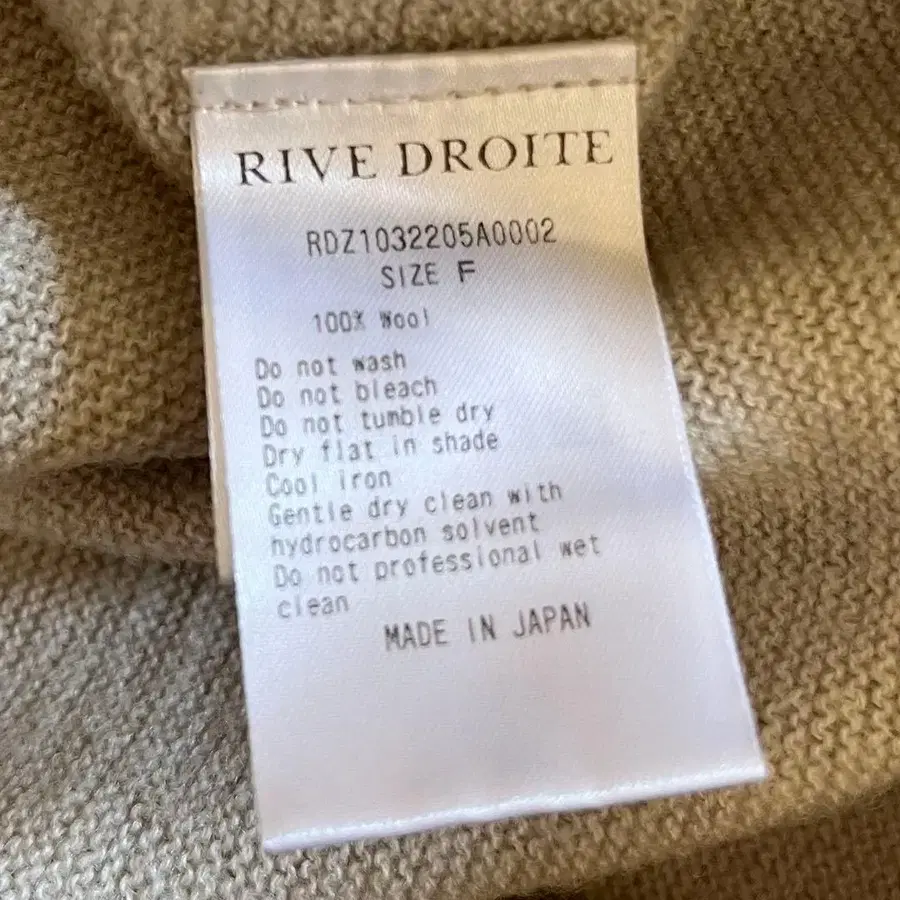 RIVE DROITE
RDZ1032205A0002
SIZE F
100% Wool
Do not wash
Do not bleach
Do not tumble dry
Dry flat in shade
Cool iron
Gentle dry clean with
hydrocarbon solvent
Do not professional wet
clean
MADE IN JAPAN